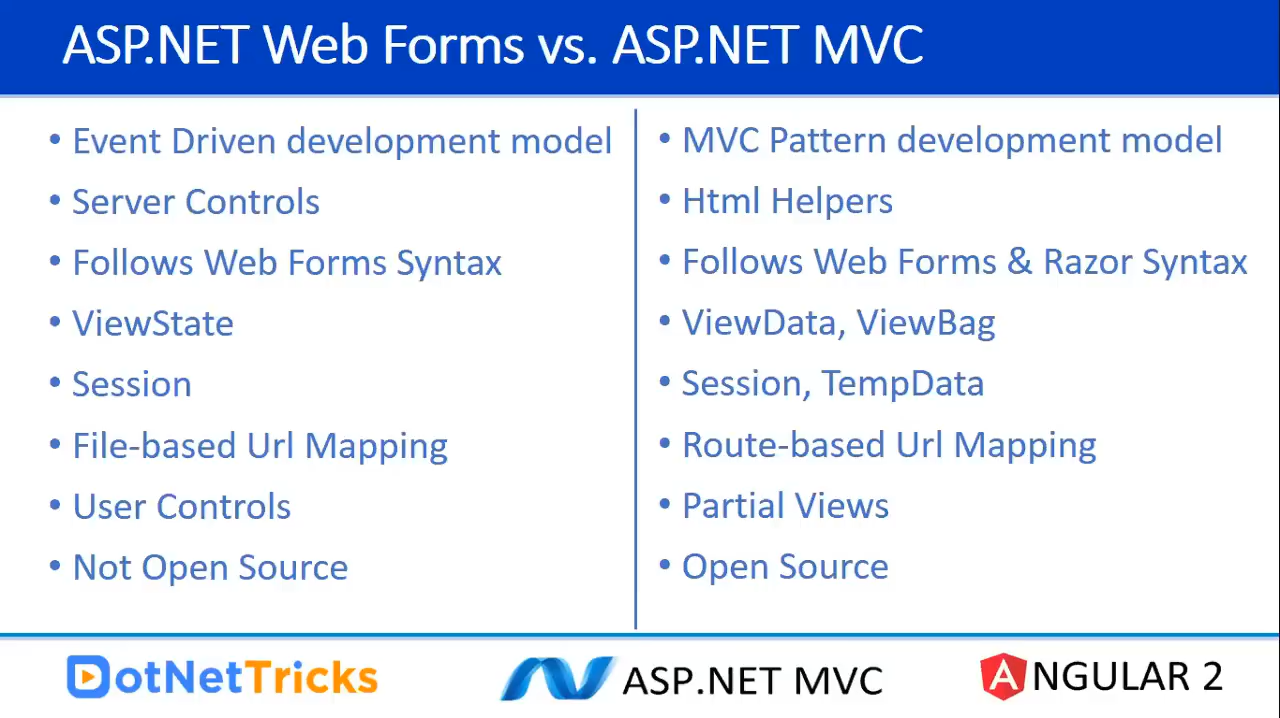 ASP.NET Web Forms vs. ASP.NET MVC
• Event Driven development model
• Server Controls
• Follows Web Forms Syntax
• ViewState
• Session
• File-based Url Mapping
• User Controls
• Not Open Source
• MVC Pattern development model
• Html Helpers
• Follows Web Forms & Razor Syntax
• ViewData, ViewBag
• Session, TempData
• Route-based Url Mapping
• Partial Views
• Open Source
DotNetTricks
ASP.NET MVC
ANGULAR 2